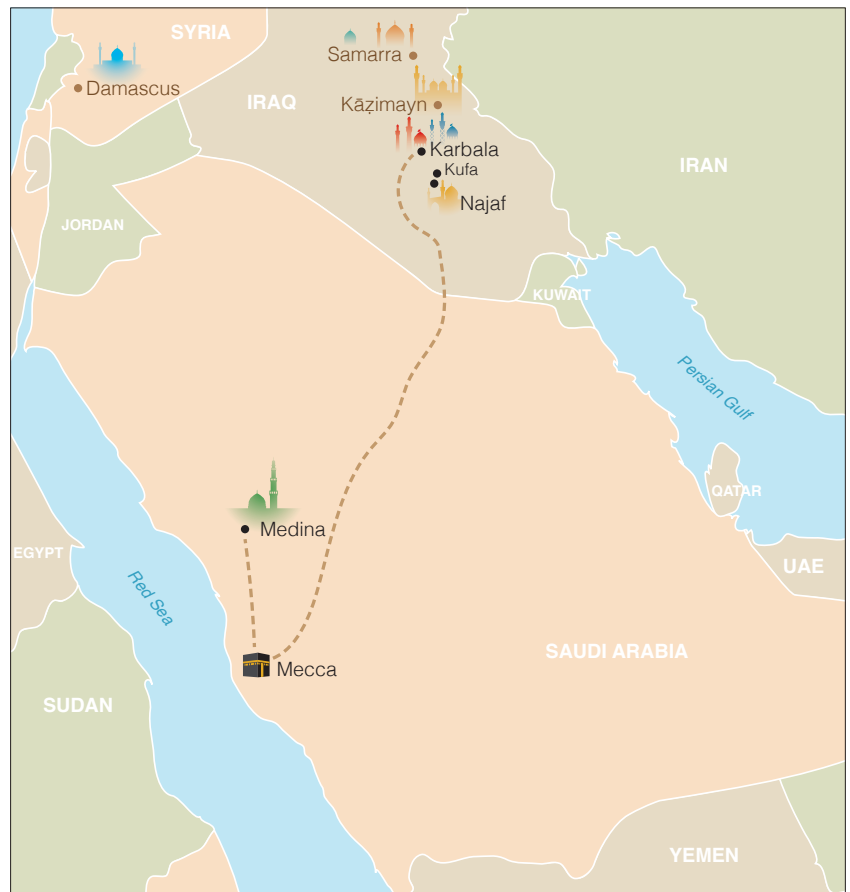 SYRIA
Samarra
Damascus
IRAQ
Kāẓimayn
Karbala
Kufa
IRAN
Najaf
JORDAN
KUWAIT
Persian Gulf
QATAR
Medina
EGYPT
UAE
Red Sea
SAUDI ARABIA
Mecca
SUDAN
YEMEN